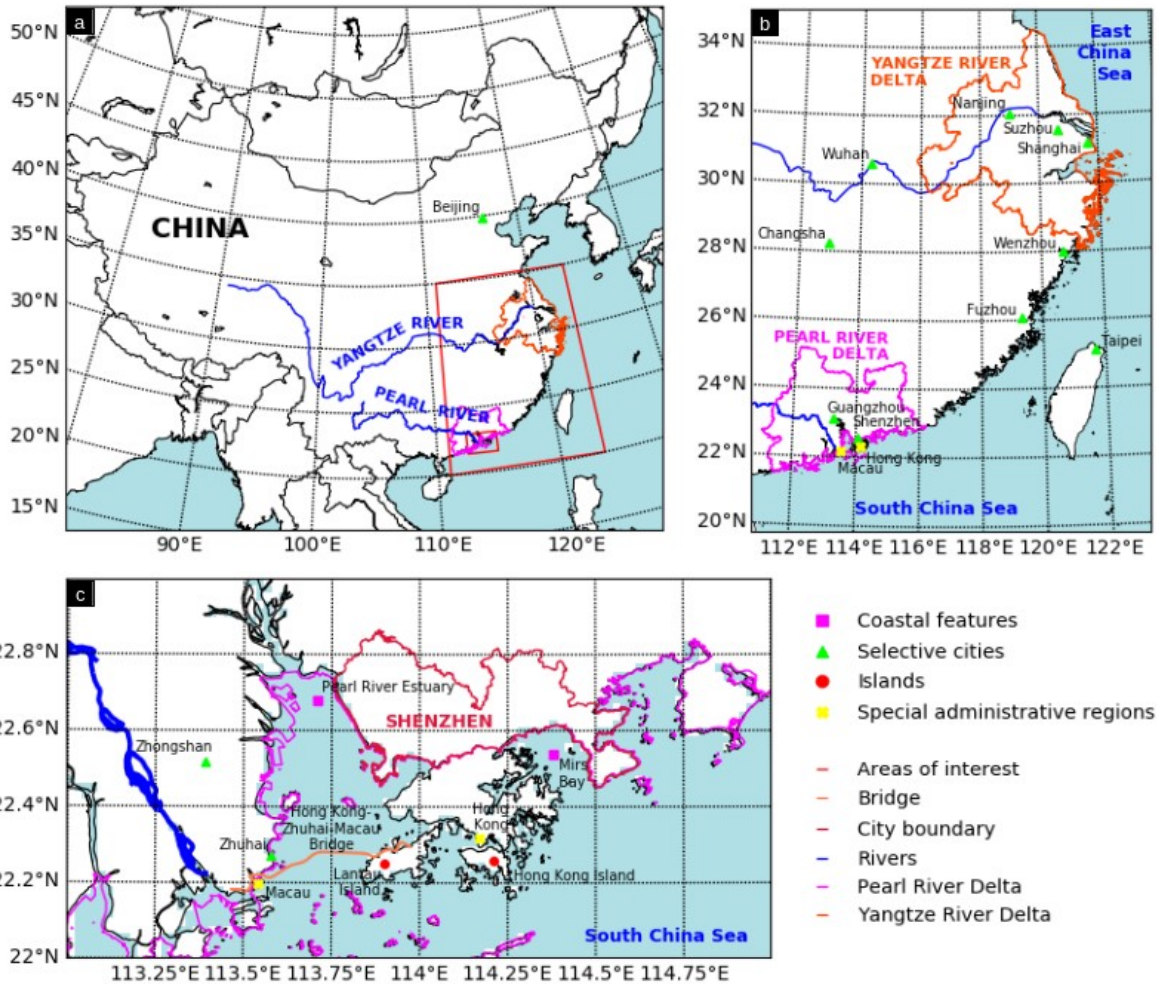 a
50°N
45°N
40°N
35°N
30°N
25°N
20°N
15°N
Beijing
CHINA
YANGTZE RIVER
PEARL RIVER
90°E 100°E 110°E 120°E
b
34°N
32°N
30°N
28°N
26°N
24°N
22°N
20°N
East
China
Sea
YANGTZE RIVER
DELTA
Nanjing
Suzhou
Shanghai
Wuhan
Changsha
Wenzhou
Fuzhou
Taipei
PEARL RIVER
DELTA
Guangzhou
Shenzhen
Hong Kong
Macau
South China Sea
112°E 114°E 116°E 118°E 120°E 122°E
c
22.8°N
22.6°N
22.4°N
22.2°N
22°N
Pearl River Estuary
SHENZHEN
Zhongshan
Mirs
Bay
Hong Kong-
Zhuhai-Macau
Bridge
Hong
Kong
Zhuhai
Lantau
Island
Hong Kong Island
Macau
South China Sea
113.25°E 113.5°E 113.75°E 114°E 114.25°E 114.5°E 114.75°E
Coastal features
Selective cities
Islands
Special administrative regions
Areas of interest
Bridge
City boundary
Rivers
Pearl River Delta
Yangtze River Delta